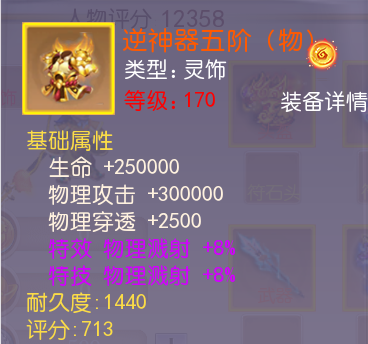 人物评分 12358
逆神器五阶（物）
类型:灵饰
等级:170
装备详情
基础属性
生命 +250000
物理攻击 +300000
物理穿透 +2500
符石头
特效 物理溅射 +8%
特技 物理溅射 +8%
耐久度:1440
评分:713